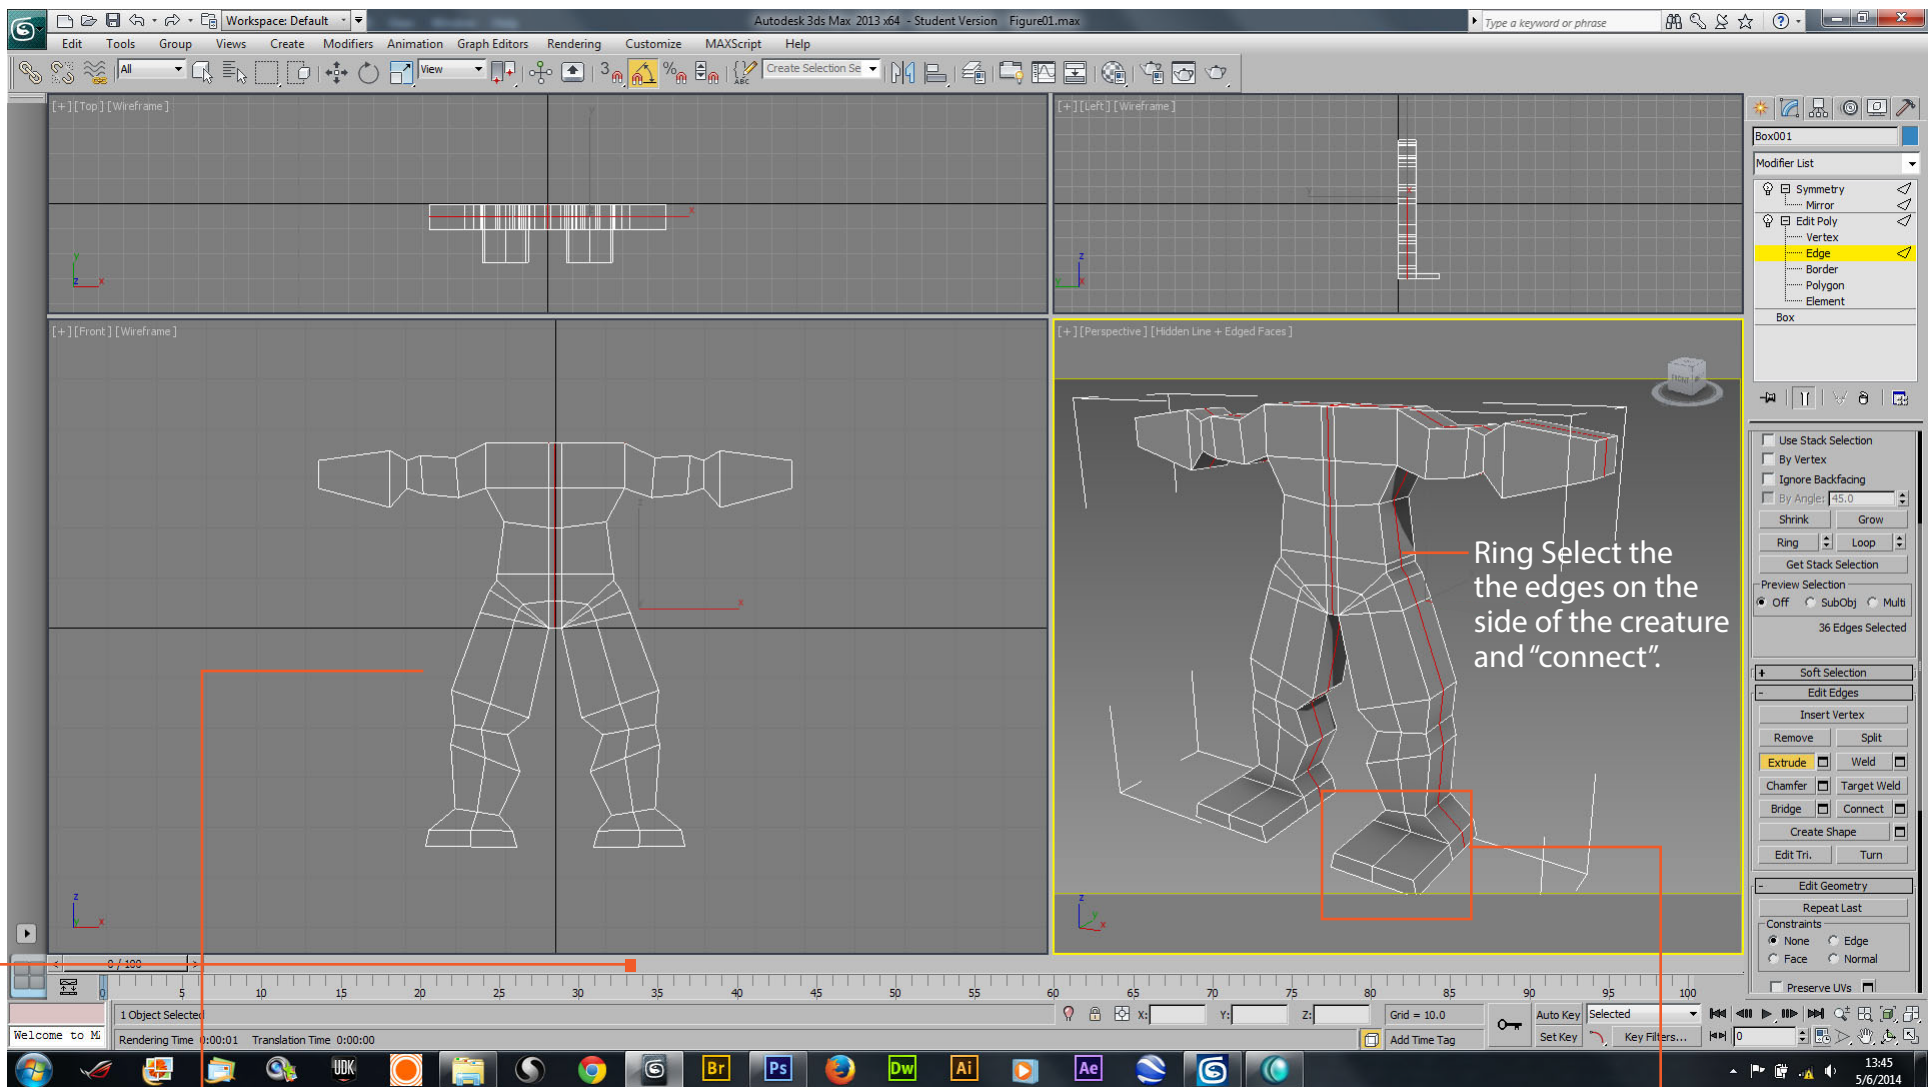 Workspace: Default
Autodesk 3ds Max 2013 x64 - Student Version Figure01.max
Type a keyword or phrase
Edit Tools Group Views Create Modifiers Animation Graph Editors Rendering Customize MAXScript Help
All
View
3
%
ABC
Create Selection Se
[+][Top][Wireframe]
x
y
z x
[+][Left][Wireframe]
z
y x
[+][Front][Wireframe]
z
x
z
y x
[+][Perspective][Hidden Line + Edged Faces]
FRONT
Ring Select the
the edges on the
side of the creature
and “connect”.
z
y
x
Box001
Modifier List
Symmetry
Mirror
Edit Poly
Vertex
Edge
Border
Polygon
Element
Box
Use Stack Selection
By Vertex
Ignore Backfacing
By Angle: 45.0
Shrink Grow
Ring Loop
Get Stack Selection
Preview Selection
Off SubObj Multi
36 Edges Selected
+ Soft Selection
- Edit Edges
Insert Vertex
Remove Split
Extrude Weld
Chamfer Target Weld
Bridge Connect
Create Shape
Edit Tri. Turn
- Edit Geometry
Repeat Last
Constraints
None Edge
Face Normal
Preserve UVs
< 0 / 100 >
0 5 10 15 20 25 30 35 40 45 50 55 60 65 70 75 80 85 90 95 100
1 Object Selected
X: Y: Z: Grid = 10.0
Auto Key Selected
Welcome to M
Rendering Time 0:00:01 Translation Time 0:00:00
Add Time Tag
Set Key Key Filters... 0
UDK Br Ps Dw Ai Ae
13:45
5/6/2014